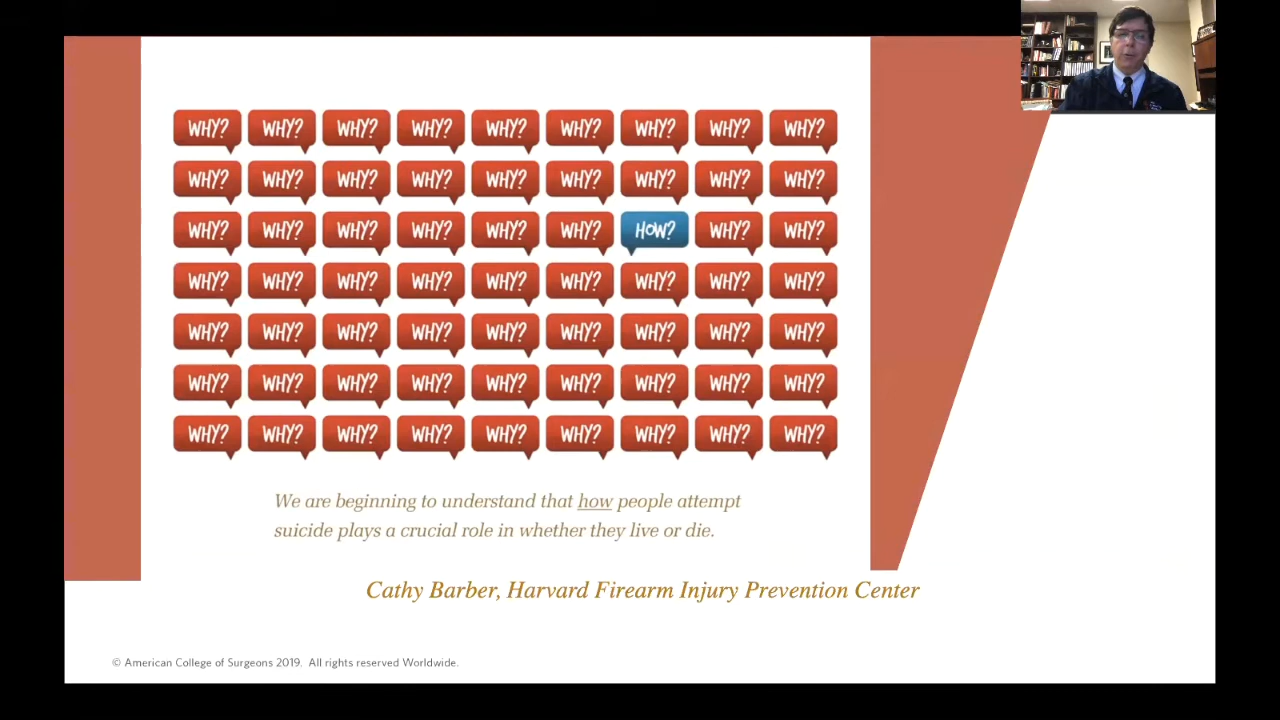 WHY? WHY? WHY? WHY? WHY? WHY? WHY? WHY? WHY?
WHY? WHY? WHY? WHY? WHY? WHY? WHY? WHY? WHY?
WHY? WHY? WHY? WHY? WHY? WHY? HOW? WHY? WHY?
WHY? WHY? WHY? WHY? WHY? WHY? WHY? WHY? WHY?
WHY? WHY? WHY? WHY? WHY? WHY? WHY? WHY? WHY?
WHY? WHY? WHY? WHY? WHY? WHY? WHY? WHY? WHY?
WHY? WHY? WHY? WHY? WHY? WHY? WHY? WHY? WHY?
We are beginning to understand that how people attempt
suicide plays a crucial role in whether they live or die.
Cathy Barber, Harvard Firearm Injury Prevention Center
© American College of Surgeons 2019. All rights reserved Worldwide.